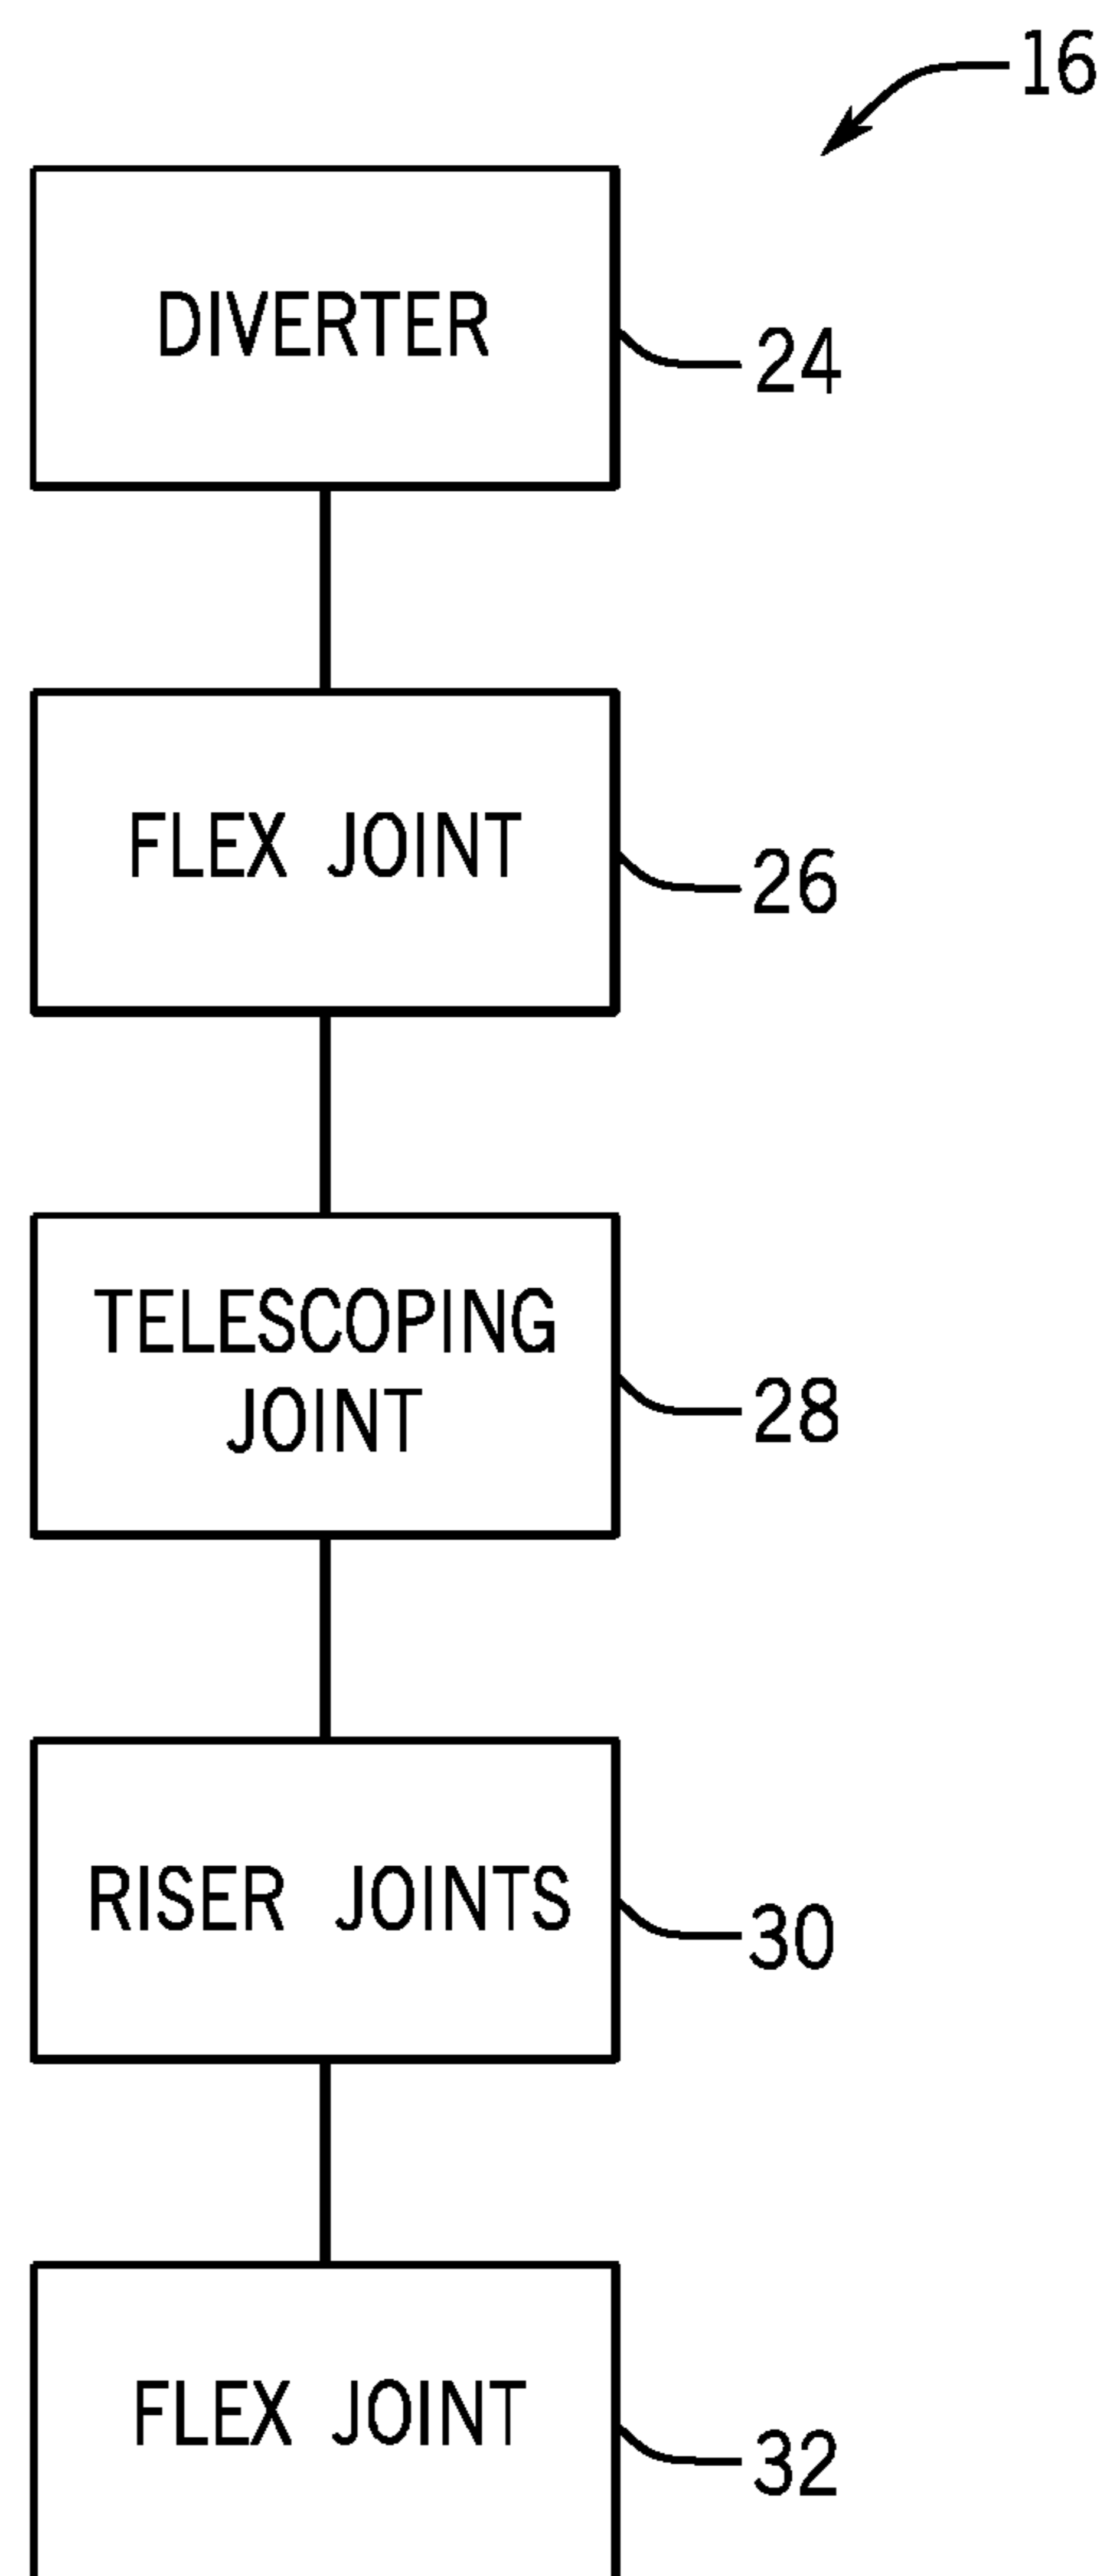 16
DIVERTER
24
FLEX JOINT
26
TELESCOPING
JOINT
28
RISER JOINTS
30
FLEX JOINT
32